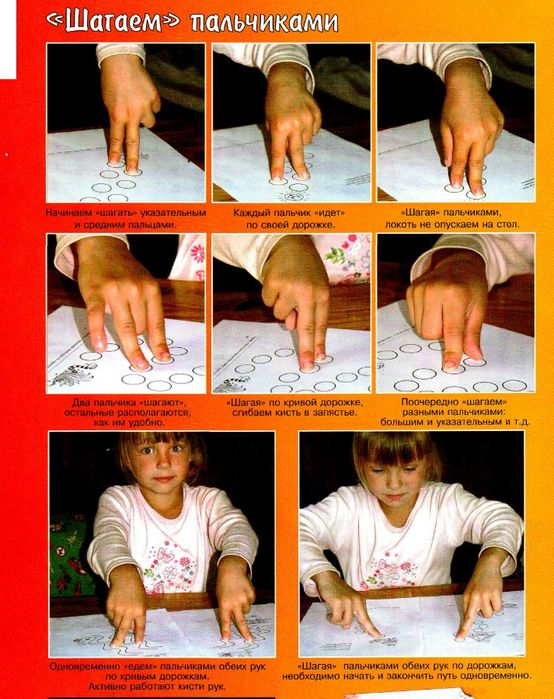 «Шагаем» пальчиками
Начинаем «шагать» указательным
и средним пальцами.
Каждый пальчик «идет»
по своей дорожке.
«Шагая» пальчиками,
локоть не опускаем на стол.
Два пальчика «шагают»,
остальные располагаются,
как им удобно.
«Шагая» по кривой дорожке,
сгибаем кисть в запястье.
Поочередно «шагаем»
разными пальчиками:
большим и указательным и т.д.
Одновременно «едем» пальчиками обеих рук
по кривым дорожкам.
Активно работают кисти рук.
«Шагая» пальчиками обеих рук по дорожкам,
необходимо начать и закончить путь одновременно.